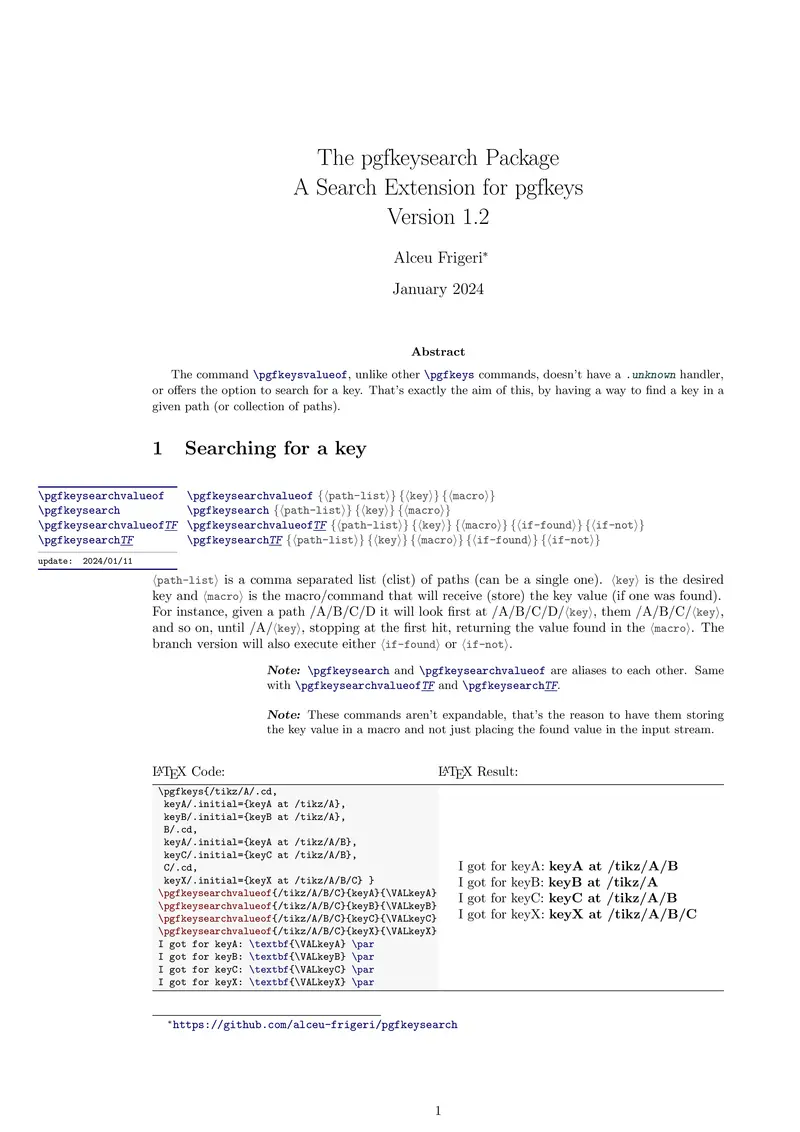 The pgfkeysearch Package
A Search Extension for pgfkeys
Version 1.2
Alceu Frigeri*
January 2024
Abstract
The command \pgfkeysvalueof, unlike other \pgfkeys commands, doesn't have a .unknown handler,
or offers the option to search for a key. That's exactly the aim of this, by having a way to find a key in a
given path (or collection of paths).
1 Searching for a key
\pgfkeysearchvalueof \pgfkeysearchvalueof {⟨path-list⟩}{⟨key⟩}{⟨macro⟩}
\pgfkeysearch \pgfkeysearch {⟨path-list⟩}{⟨key⟩}{⟨macro⟩}
\pgfkeysearchvalueofTF \pgfkeysearchvalueofTF {⟨path-list⟩}{⟨key⟩}{⟨macro⟩}{⟨if-found⟩}{⟨if-not⟩}
\pgfkeysearchTF \pgfkeysearchTF {⟨path-list⟩}{⟨key⟩}{⟨macro⟩}{⟨if-found⟩}{⟨if-not⟩}
update: 2024/01/11
⟨path-list⟩ is a comma separated list (clist) of paths (can be a single one). ⟨key⟩ is the desired
key and ⟨macro⟩ is the macro/command that will receive (store) the key value (if one was found).
For instance, given a path /A/B/C/D it will look first at /A/B/C/D/⟨key⟩, them /A/B/C/⟨key⟩,
and so on, until /A/⟨key⟩, stopping at the first hit, returning the value found in the ⟨macro⟩. The
branch version will also execute either ⟨if-found⟩ or ⟨if-not⟩.
Note: \pgfkeysearch and \pgfkeysearchvalueof are aliases to each other. Same
with \pgfkeysearchvalueofTF and \pgfkeysearchTF.
Note: These commands aren't expandable, that's the reason to have them storing
the key value in a macro and not just placing the found value in the input stream.
LATEX Code:
\pgfkeys{/tikz/A/.cd,
keyA/.initial={keyA at /tikz/A},
keyB/.initial={keyB at /tikz/A},
B/.cd,
keyA/.initial={keyA at /tikz/A/B},
keyC/.initial={keyC at /tikz/A/B},
C/.cd,
keyX/.initial={keyX at /tikz/A/B/C} }
\pgfkeysearchvalueof{/tikz/A/B/C}{keyA}{\VALkeyA}
\pgfkeysearchvalueof{/tikz/A/B/C}{keyB}{\VALkeyB}
\pgfkeysearchvalueof{/tikz/A/B/C}{keyC}{\VALkeyC}
\pgfkeysearchvalueof{/tikz/A/B/C}{keyX}{\VALkeyX}
I got for keyA: \textbf{\VALkeyA} \par
I got for keyB: \textbf{\VALkeyB} \par
I got for keyC: \textbf{\VALkeyC} \par
I got for keyX: \textbf{\VALkeyX} \par
LATEX Result:
I got for keyA: keyA at /tikz/A/B
I got for keyB: keyB at /tikz/A
I got for keyC: keyC at /tikz/A/B
I got for keyX: keyX at /tikz/A/B/C
*https://github.com/alceu-frigeri/pgfkeysearch
1